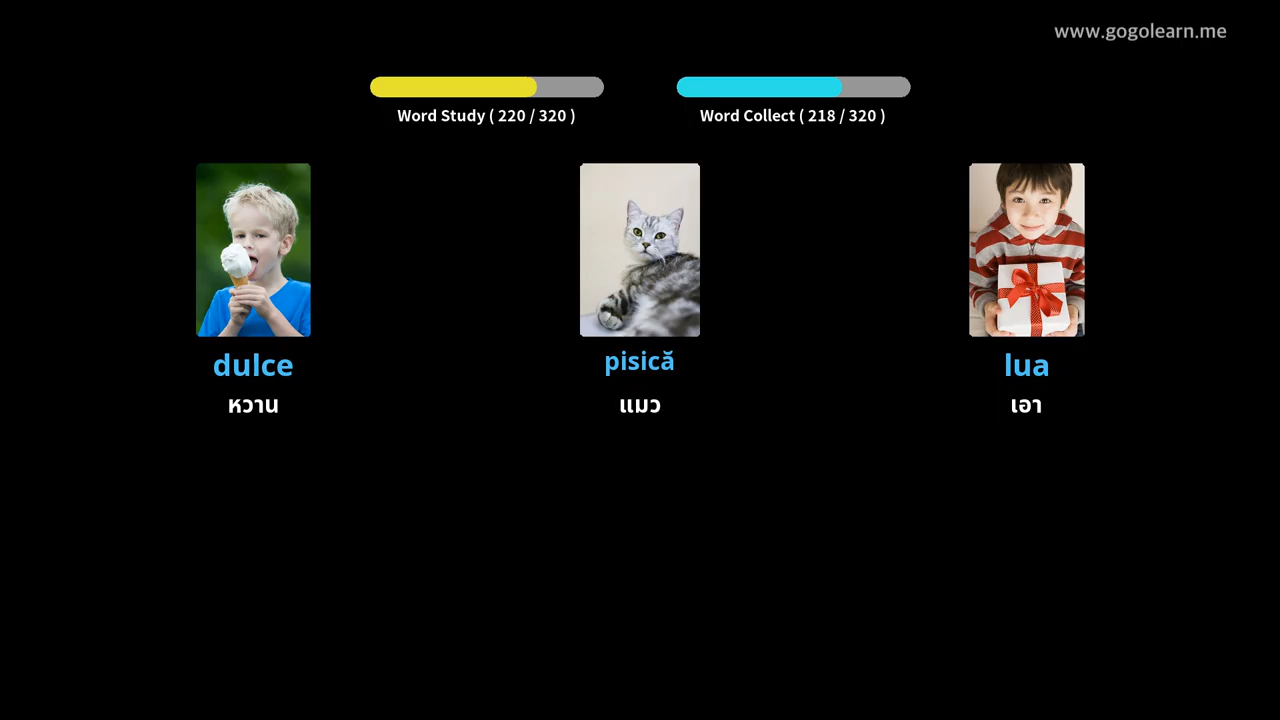 www.gogolearn.me
Word Study ( 220 / 320 )
Word Collect ( 218 / 320 )
dulce
pisică
lua
หวาน
แมว
เอา